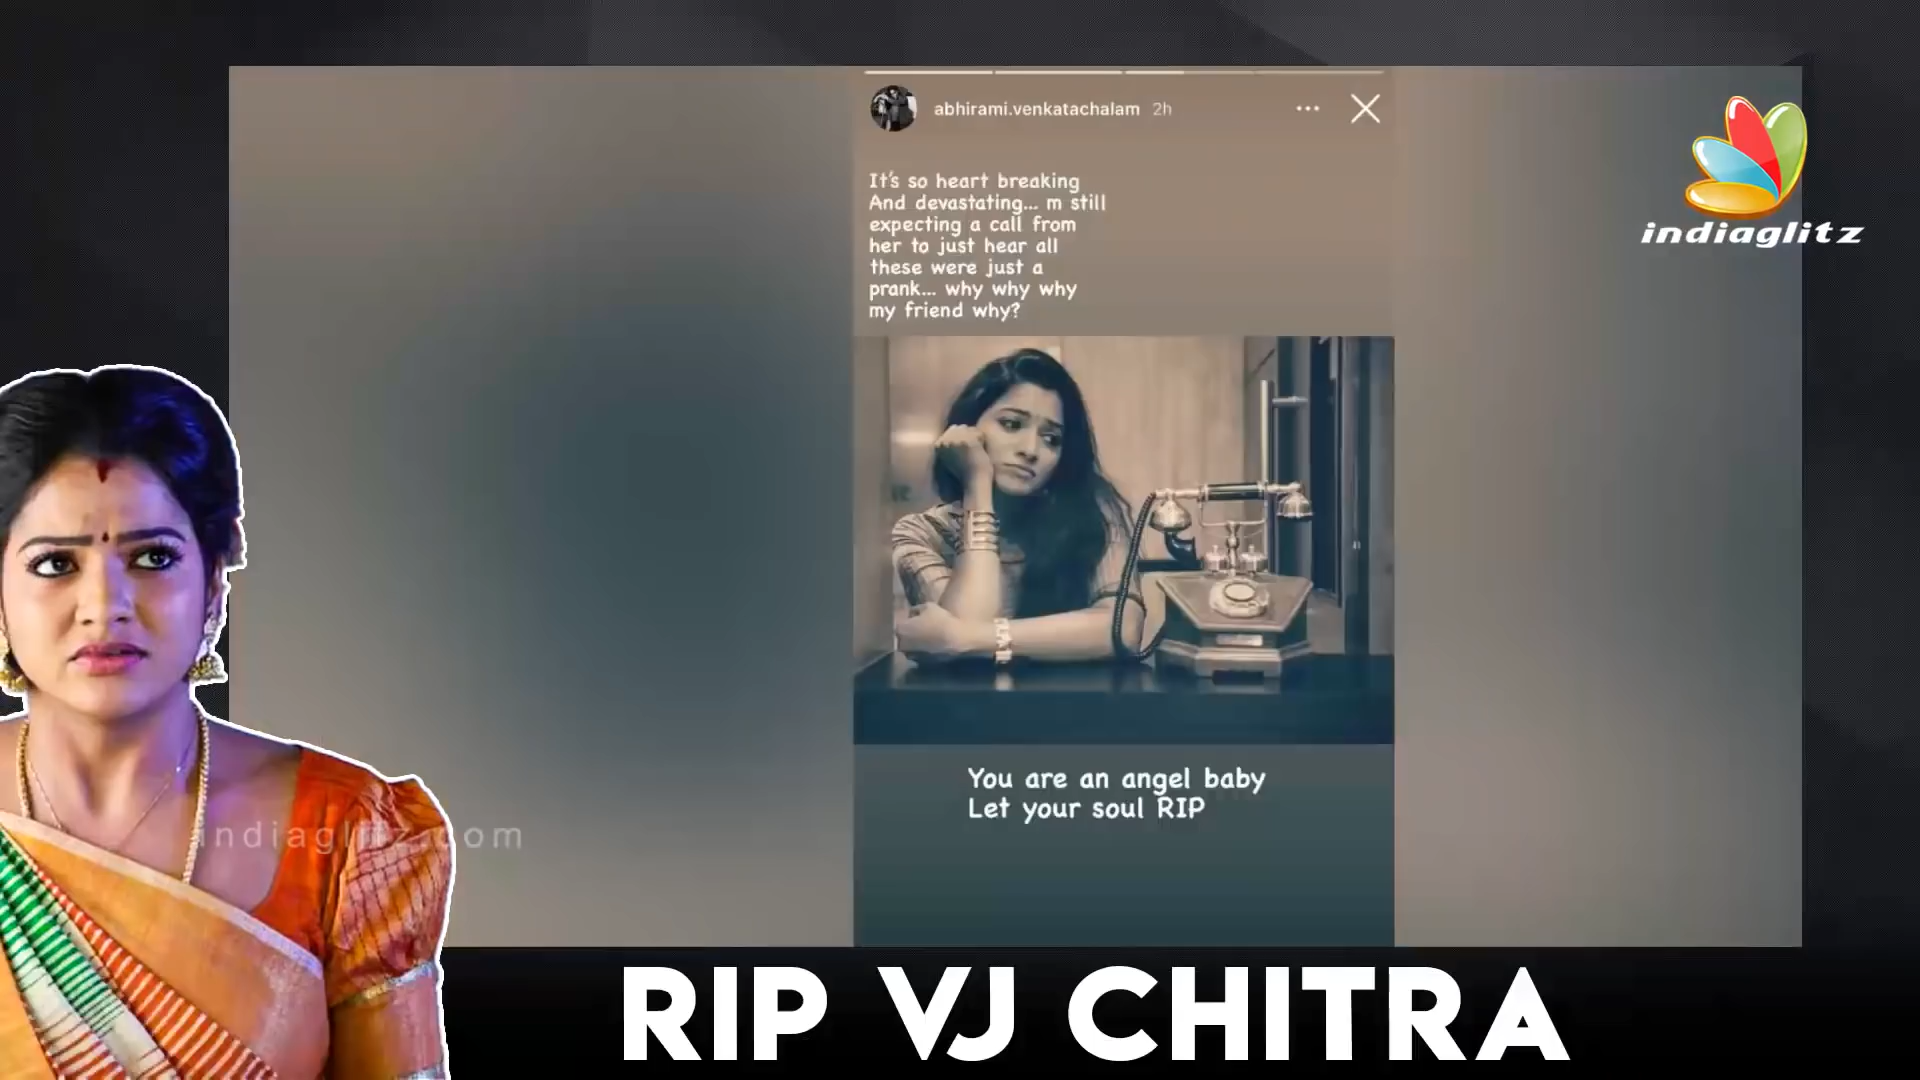 abhirami.venkatachalam 2h
It's so heart breaking
And devastating... m still
expecting a call from
her to just hear all
these were just a
prank... why why why
my friend why?
indiaglitz
You are an angel baby
Let your soul RIP
indiaglitz.com
RIP VJ CHITRA